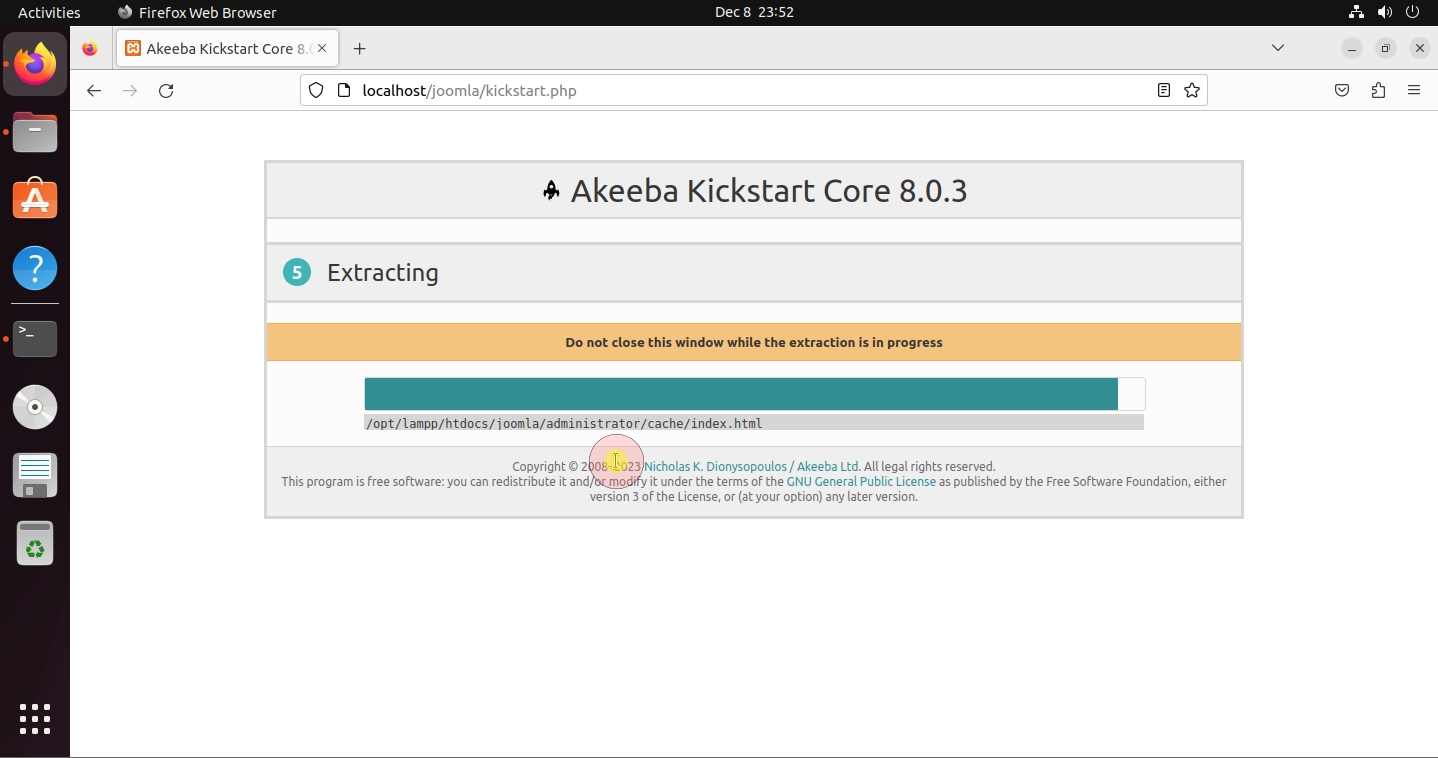 Activities
Firefox Web Browser
Dec 8 23:52
Akeeba Kickstart Core 8.0
localhost/joomla/kickstart.php
Akeeba Kickstart Core 8.0.3
5 Extracting
Do not close this window while the extraction is in progress
/opt/lampp/htdocs/joomla/administrator/cache/index.html
Copyright © 2008-2023 Nicholas K. Dionysopoulos / Akeeba Ltd. All legal rights reserved.
This program is free software: you can redistribute it and/or modify it under the terms of the GNU General Public License as published by the Free Software Foundation, either
version 3 of the License, or (at your option) any later version.